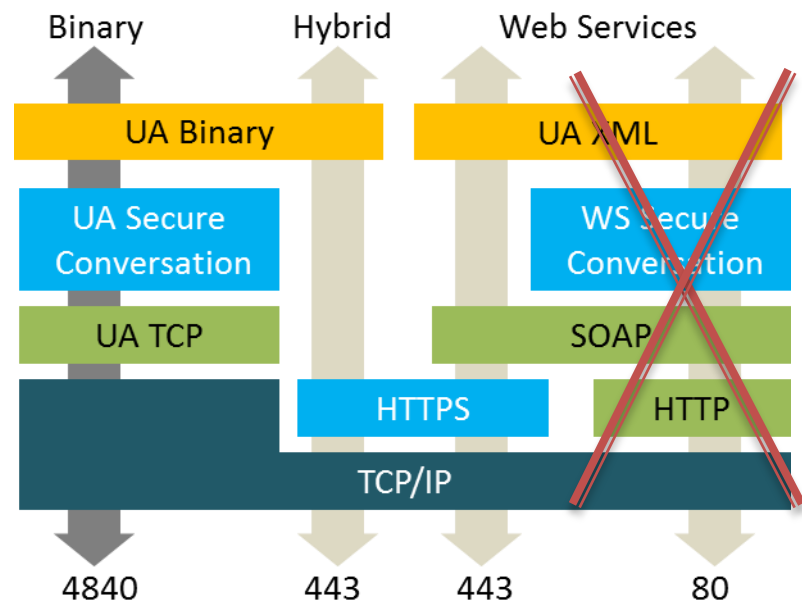 Binary
Hybrid
Web Services
UA Binary
UA XML
UA Secure
Conversation
WS Secure
Conversation
UA TCP
SOAP
HTTPS
HTTP
TCP/IP
4840
443
443
80